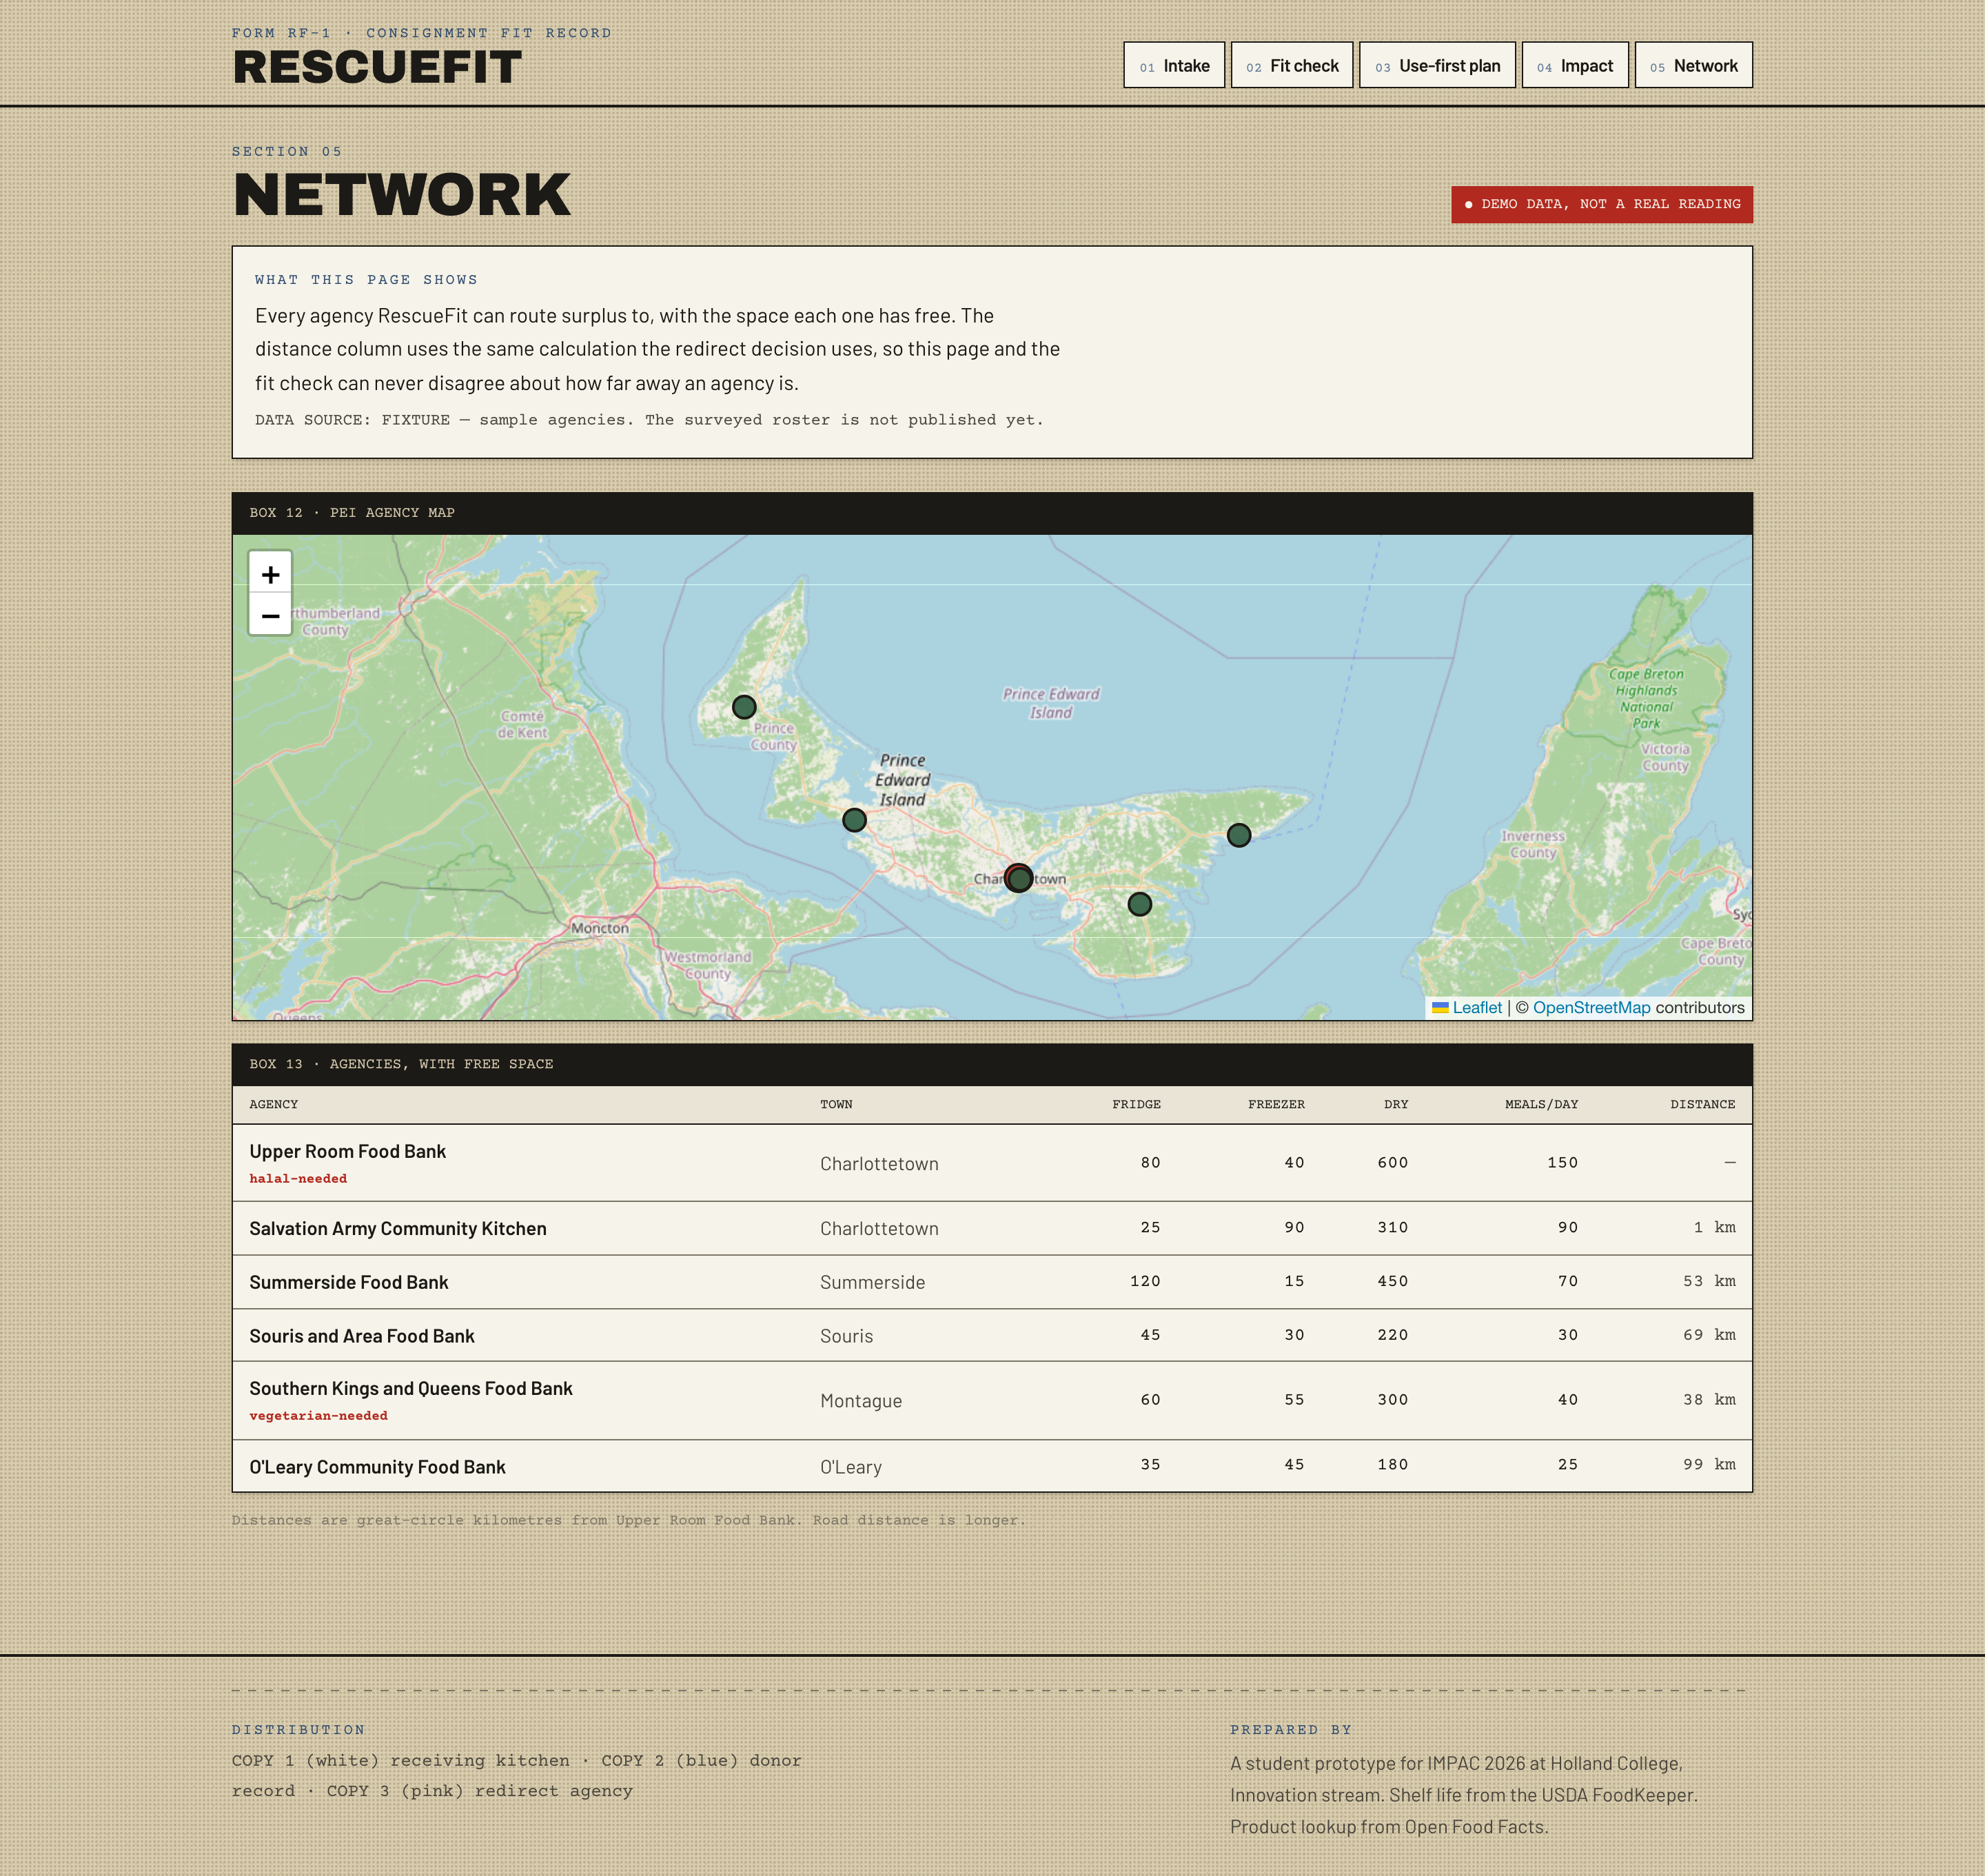 FORM RF-1 · CONSIGNMENT FIT RECORD
RESCUEFIT
01 Intake
02 Fit check
03 Use-first plan
04 Impact
05 Network
SECTION 05
NETWORK
● DEMO DATA, NOT A REAL READING
WHAT THIS PAGE SHOWS
Every agency RescueFit can route surplus to, with the space each one has free. The
distance column uses the same calculation the redirect decision uses, so this page and the
fit check can never disagree about how far away an agency is.
DATA SOURCE: FIXTURE — sample agencies. The surveyed roster is not published yet.
BOX 12 · PEI AGENCY MAP
+
−
rthumberland
County
Comté
de Kent
Prince
County
Prince
Edward
Island
Prince Edward
Island
Cape Breton
Highlands
National
Park
Victoria
County
Inverness
County
Char town
Moncton
Westmorland
County
Syd
Cape Breto
County
Queens
Leaflet | © OpenStreetMap contributors
BOX 13 · AGENCIES, WITH FREE SPACE
AGENCY TOWN FRIDGE FREEZER DRY MEALS/DAY DISTANCE
Upper Room Food Bank Charlottetown 80 40 600 150 —
halal-needed
Salvation Army Community Kitchen Charlottetown 25 90 310 90 1 km
Summerside Food Bank Summerside 120 15 450 70 53 km
Souris and Area Food Bank Souris 45 30 220 30 69 km
Southern Kings and Queens Food Bank Montague 60 55 300 40 38 km
vegetarian-needed
O'Leary Community Food Bank O'Leary 35 45 180 25 99 km
Distances are great-circle kilometres from Upper Room Food Bank. Road distance is longer.
DISTRIBUTION
COPY 1 (white) receiving kitchen · COPY 2 (blue) donor
record · COPY 3 (pink) redirect agency
PREPARED BY
A student prototype for IMPAC 2026 at Holland College,
Innovation stream. Shelf life from the USDA FoodKeeper.
Product lookup from Open Food Facts.